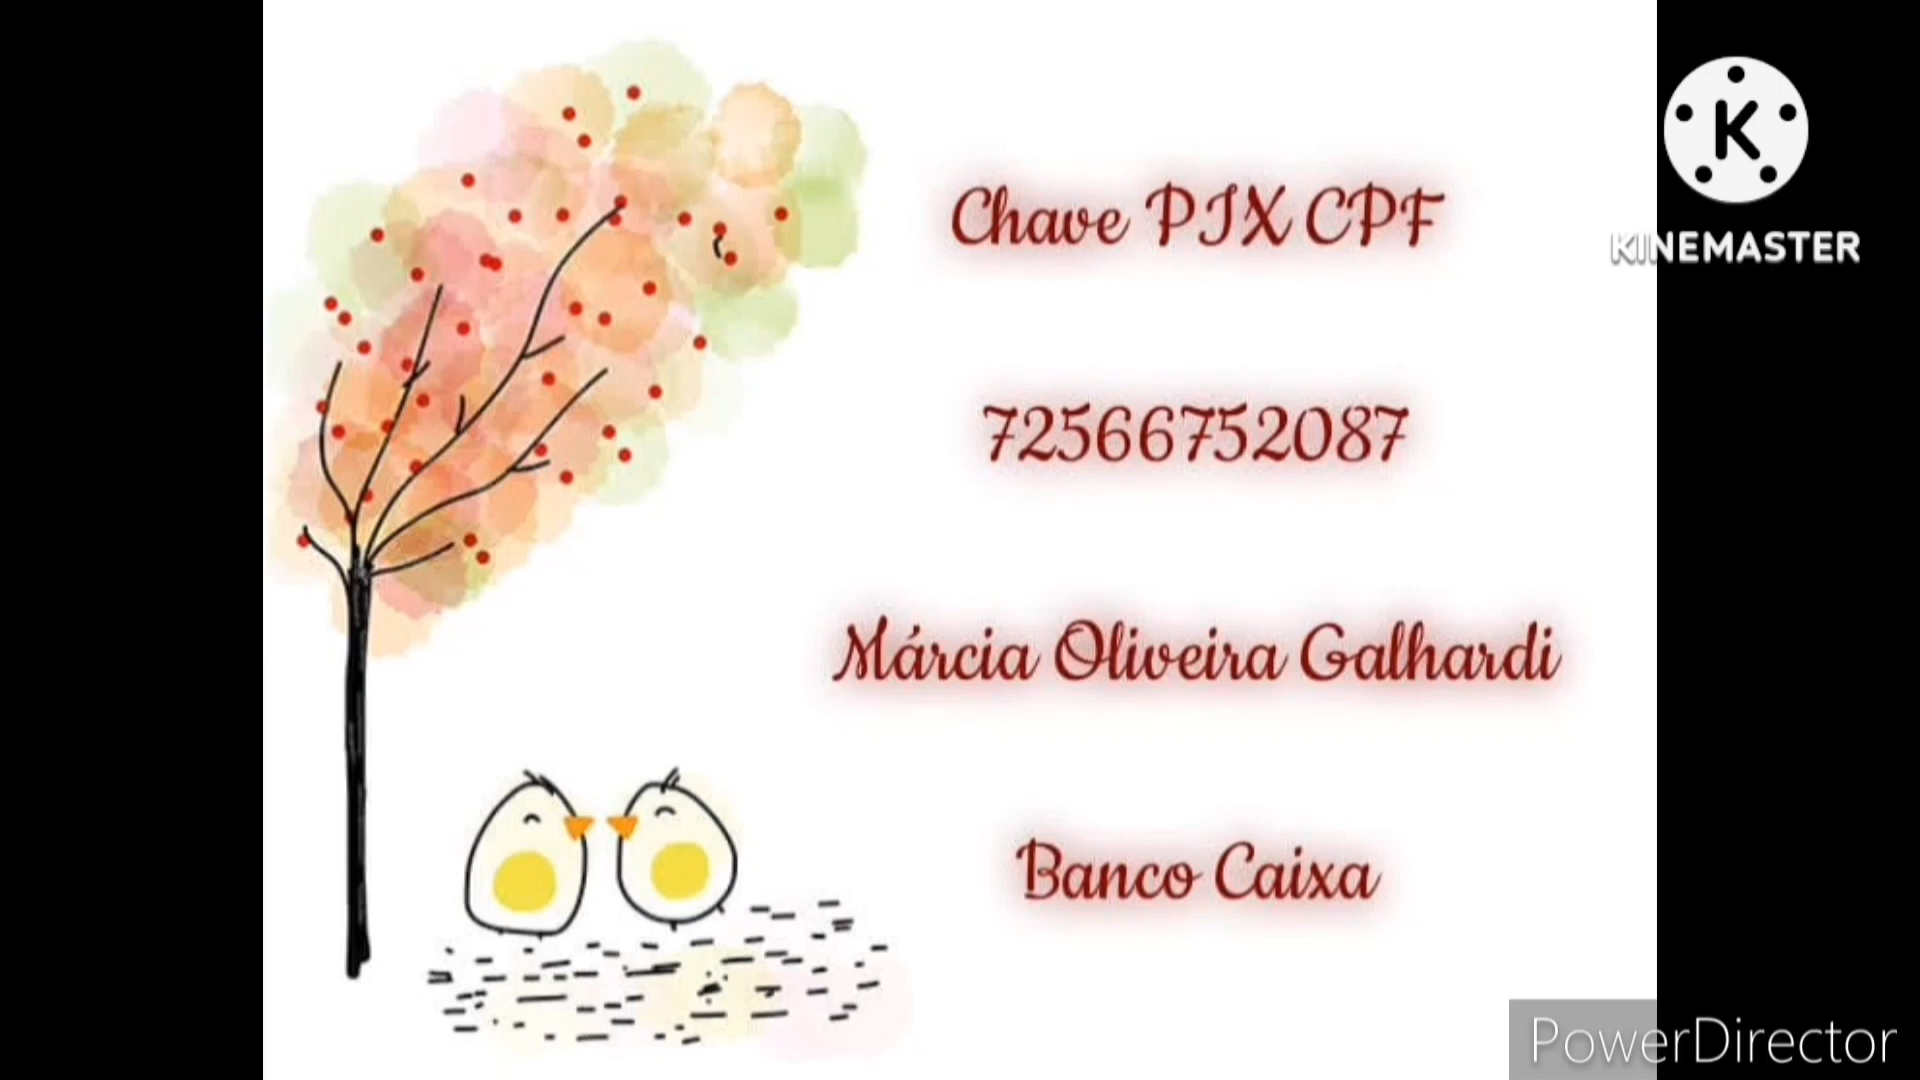 Chave PIX CPF
KINEMASTER
72566752087
Márcia Oliveira Galhardi
Banco Caixa
PowerDirector